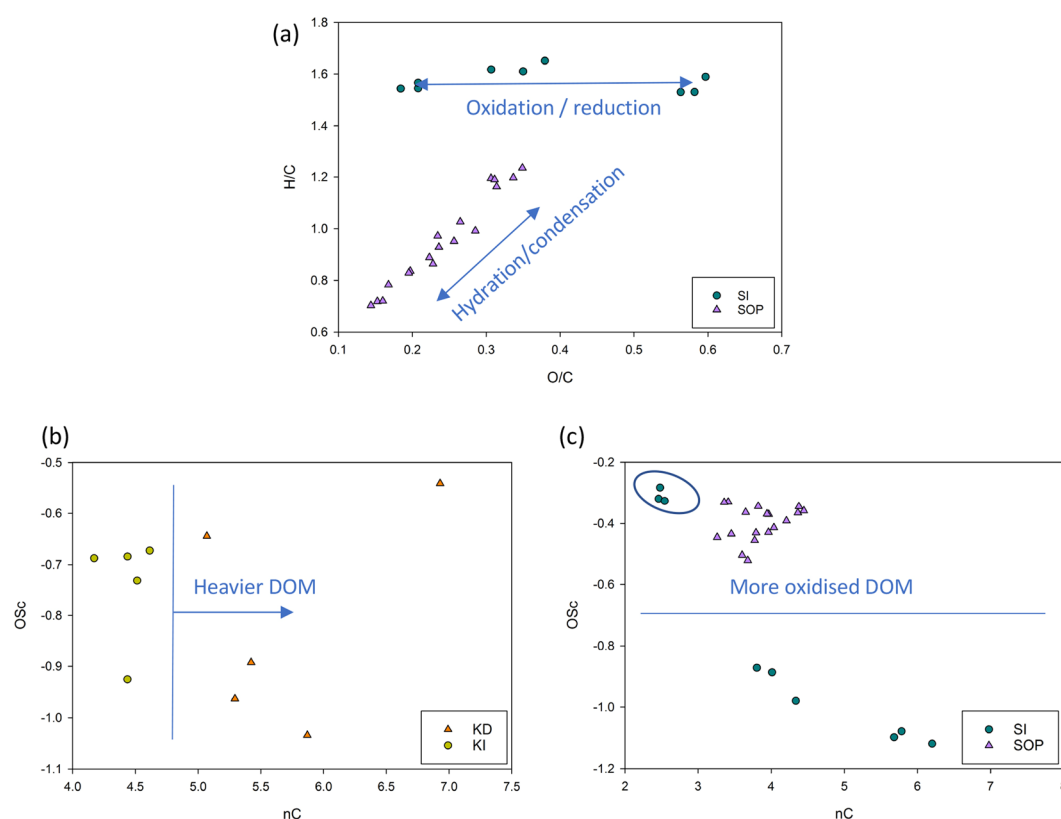 (a)
1.8
1.6
1.4
1.2
1.0
0.8
0.6
H/C
Oxidation / reduction
Hydration/condensation
SI
SOP
0.1 0.2 0.3 0.4 0.5 0.6 0.7
O/C
(b)
-0.5
-0.6
-0.7
-0.8
-0.9
-1.0
-1.1
OSc
Heavier DOM
KD
KI
4.0 4.5 5.0 5.5 6.0 6.5 7.0 7.5
nC
(c)
-0.2
-0.4
-0.6
-0.8
-1.0
-1.2
OSc
More oxidised DOM
SI
SOP
2 3 4 5 6 7 8
nC